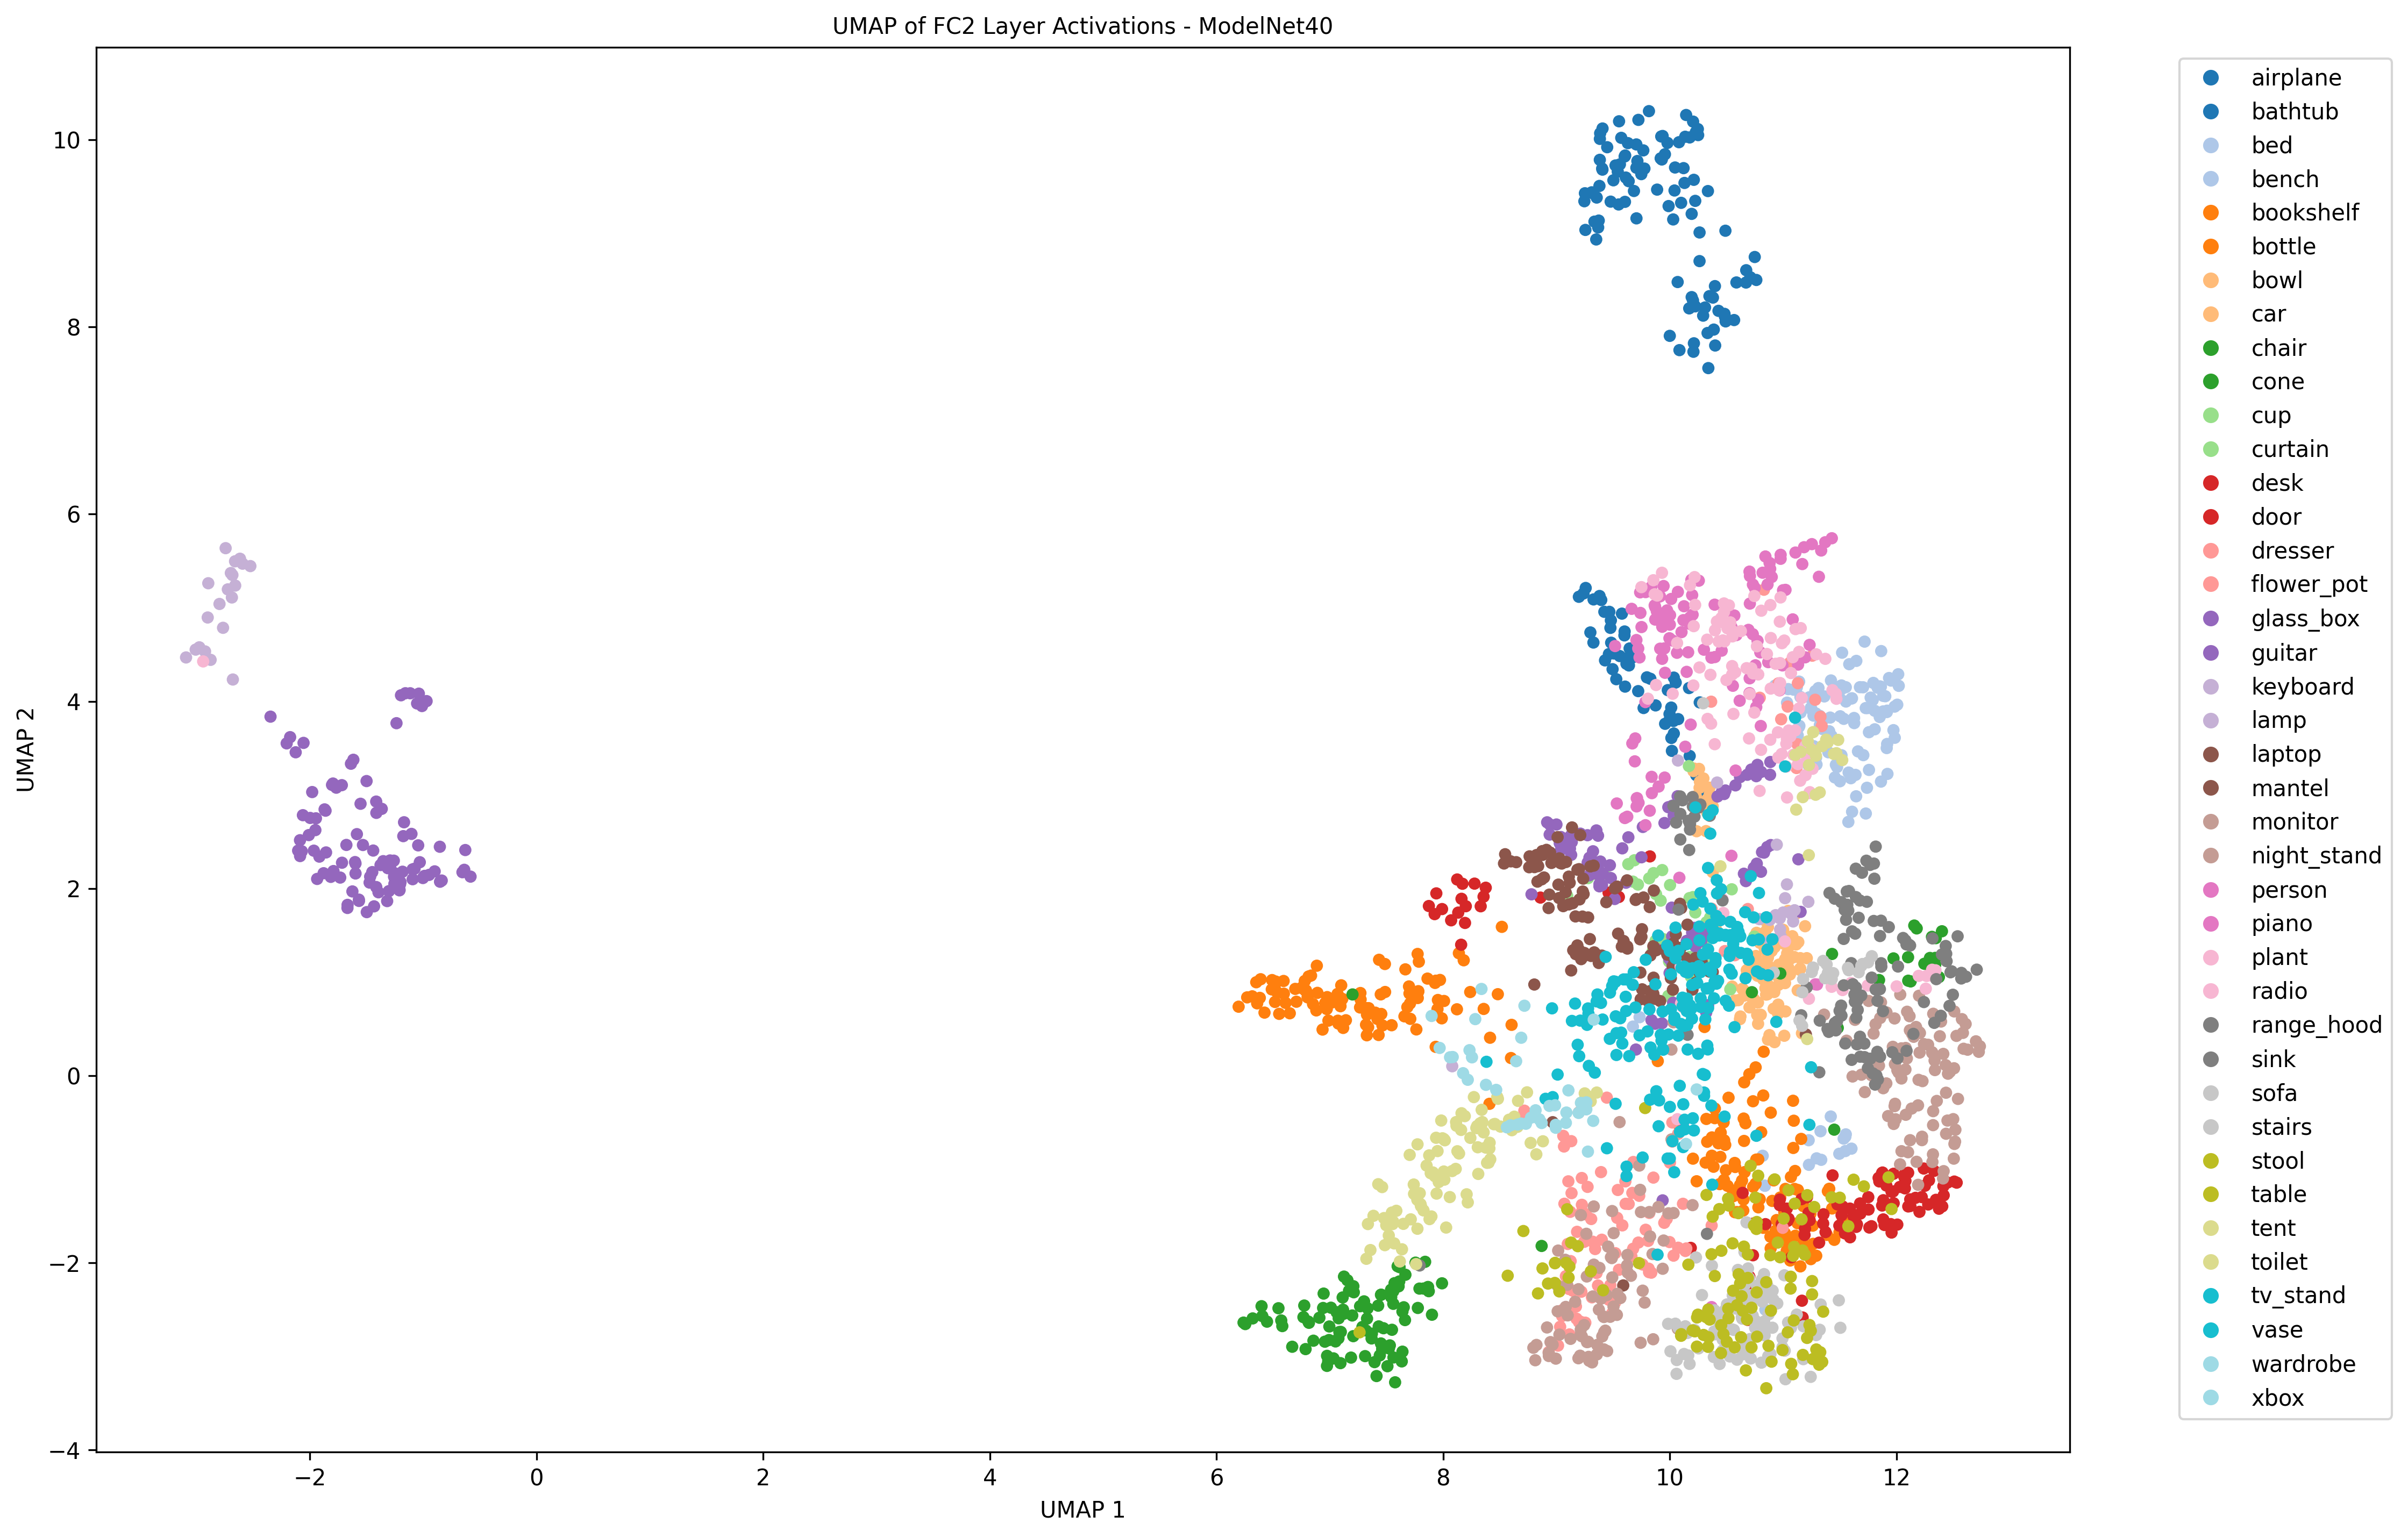 UMAP of FC2 Layer Activations - ModelNet40
10
8
6
4
2
0
−2
−4
UMAP 2
−2
0
2
4
6
8
10
12
UMAP 1
airplane
bathtub
bed
bench
bookshelf
bottle
bowl
car
chair
cone
cup
curtain
desk
door
dresser
flower_pot
glass_box
guitar
keyboard
lamp
laptop
mantel
monitor
night_stand
person
piano
plant
radio
range_hood
sink
sofa
stairs
stool
table
tent
toilet
tv_stand
vase
wardrobe
xbox